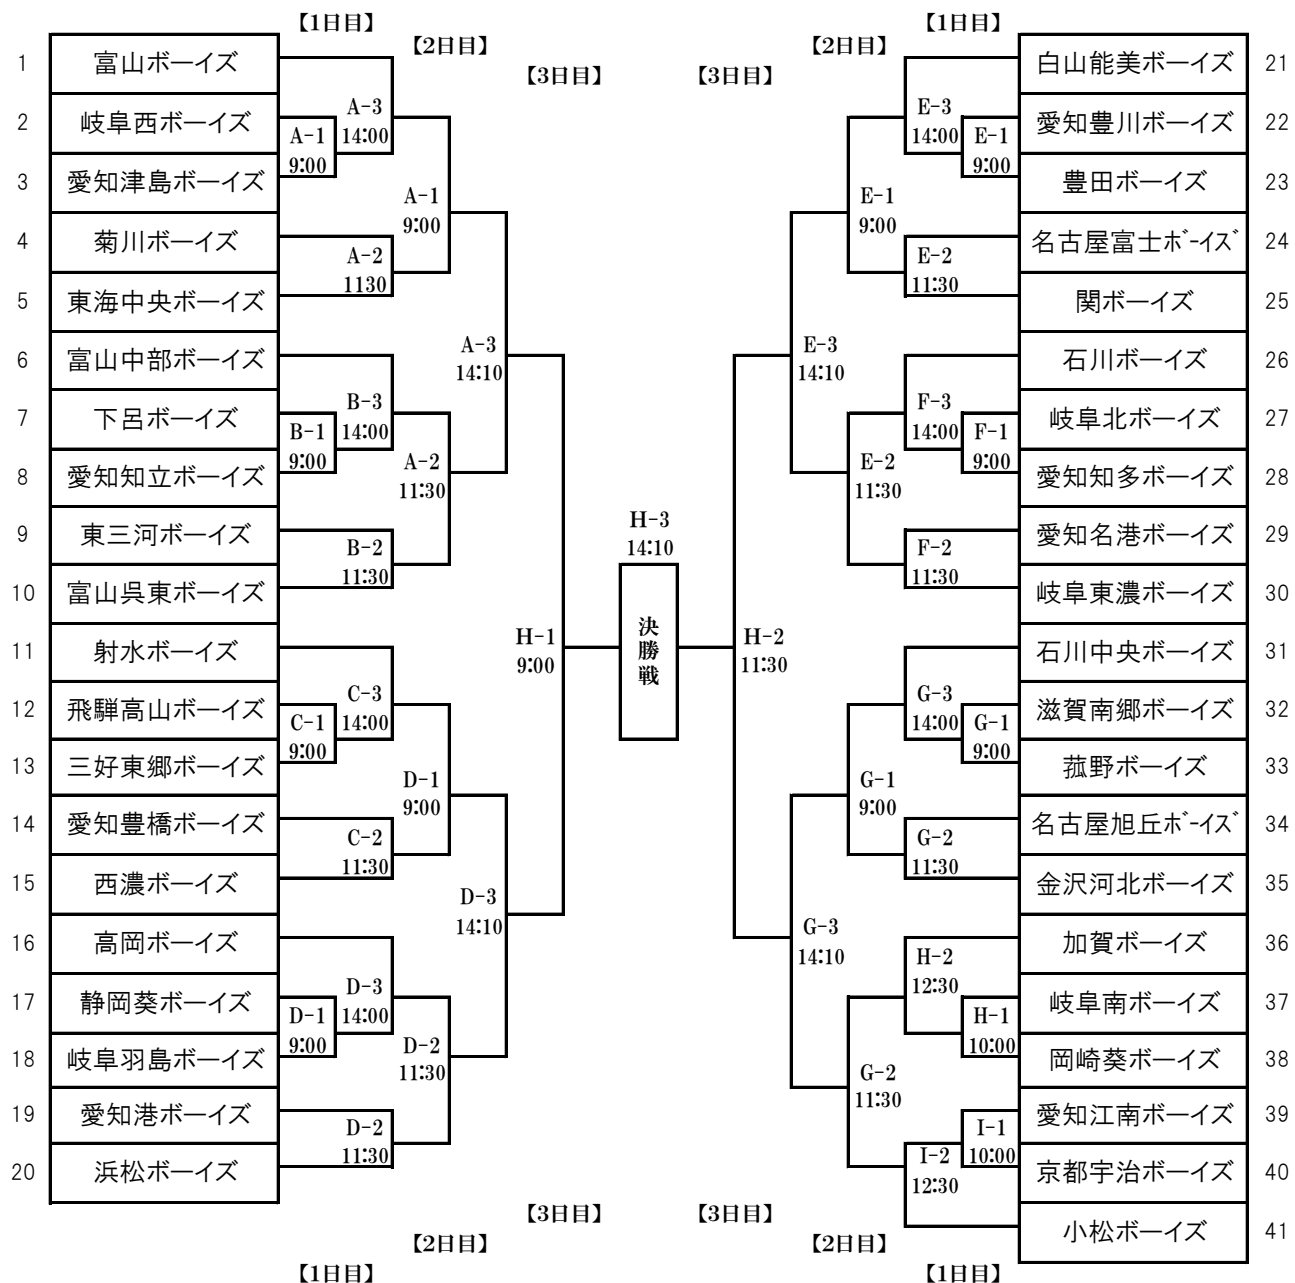 【1日目】
【2日目】
【3日目】
【3日目】
【2日目】
【1日目】
1 富山ボーイズ
2 岐阜西ボーイズ
3 愛知津島ボーイズ
4 菊川ボーイズ
5 東海中央ボーイズ
6 富山中部ボーイズ
7 下呂ボーイズ
8 愛知知立ボーイズ
9 東三河ボーイズ
10 富山呉東ボーイズ
11 射水ボーイズ
12 飛騨高山ボーイズ
13 三好東郷ボーイズ
14 愛知豊橋ボーイズ
15 西濃ボーイズ
16 高岡ボーイズ
17 静岡葵ボーイズ
18 岐阜羽島ボーイズ
19 愛知港ボーイズ
20 浜松ボーイズ
A-1
9:00
A-3
14:00
A-2
1130
B-1
9:00
B-3
14:00
B-2
11:30
C-1
9:00
C-3
14:00
C-2
11:30
D-1
9:00
D-3
14:00
D-2
11:30
A-1
9:00
A-2
11:30
D-1
9:00
D-2
11:30
A-3
14:10
D-3
14:10
H-1
9:00
H-3
14:10
決勝戦
H-2
11:30
E-3
14:10
G-3
14:10
E-1
9:00
E-2
11:30
G-1
9:00
G-2
11:30
E-3
14:00
E-1
9:00
E-2
11:30
F-3
14:00
F-1
9:00
F-2
11:30
G-3
14:00
G-1
9:00
G-2
11:30
H-2
12:30
H-1
10:00
I-1
10:00
I-2
12:30
白山能美ボーイズ 21
愛知豊川ボーイズ 22
豊田ボーイズ 23
名古屋富士ﾎﾞｰｲｽﾞ 24
関ボーイズ 25
石川ボーイズ 26
岐阜北ボーイズ 27
愛知知多ボーイズ 28
愛知名港ボーイズ 29
岐阜東濃ボーイズ 30
石川中央ボーイズ 31
滋賀南郷ボーイズ 32
菰野ボーイズ 33
名古屋旭丘ﾎﾞｰｲｽﾞ 34
金沢河北ボーイズ 35
加賀ボーイズ 36
岐阜南ボーイズ 37
岡崎葵ボーイズ 38
愛知江南ボーイズ 39
京都宇治ボーイズ 40
小松ボーイズ 41
【3日目】
【3日目】
【2日目】
【2日目】
【1日目】
【1日目】